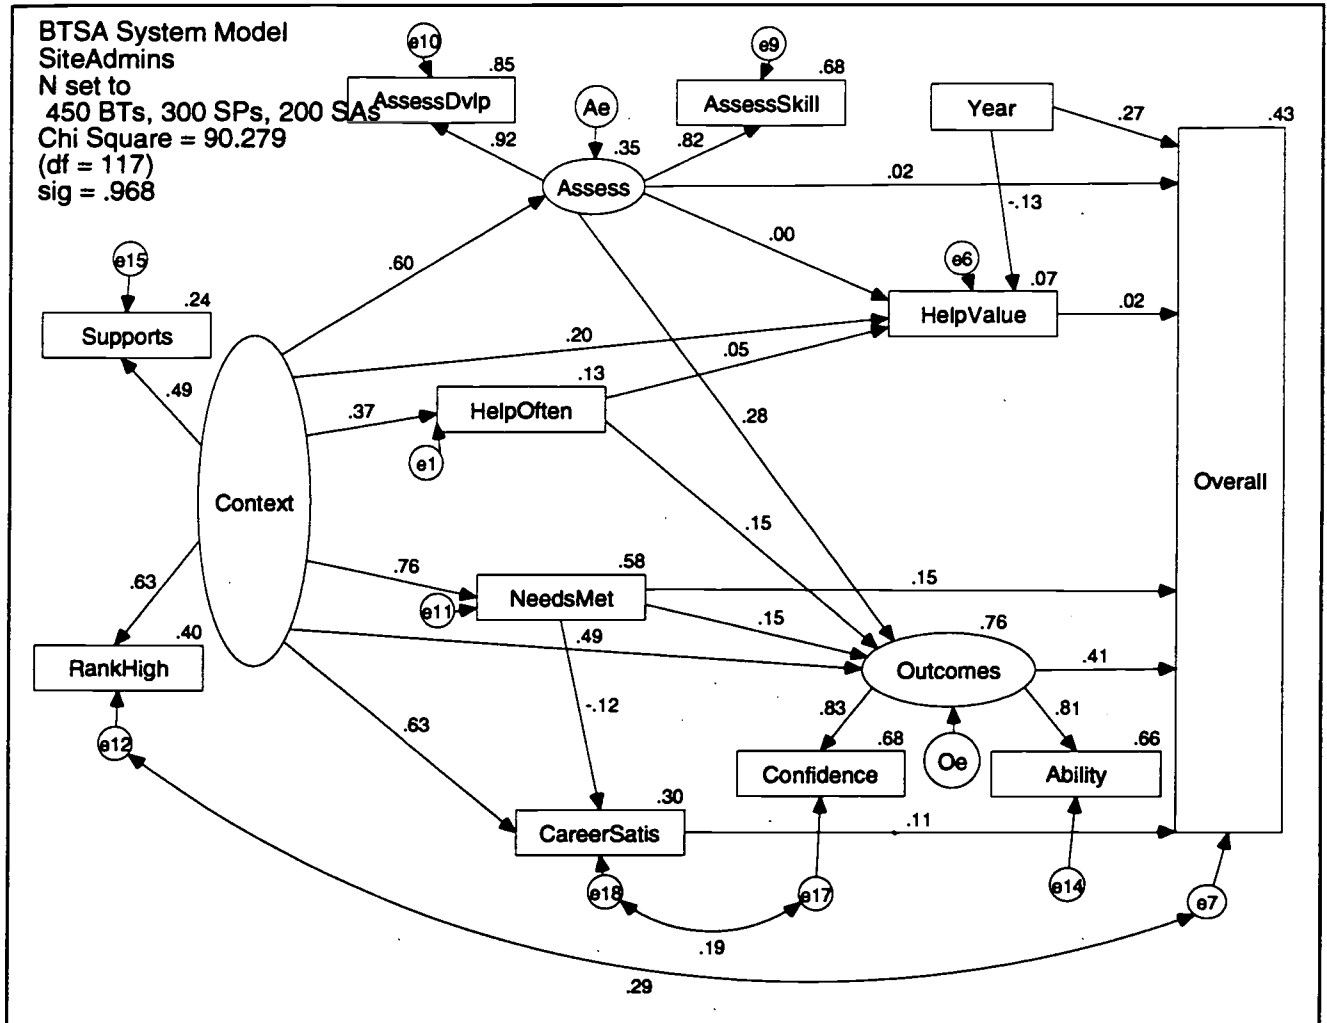 BTSA System Model
SiteAdmins
N set to
450 BTs, 300 SPs, 200 SAs
Chi Square = 90.279
(df = 117)
sig = .968
e10
.85
AssessDvlp
e9
.68
AssessSkill
Ae
.35
Assess
.92
.82
Year
.27
.43
.02
-.13
.00
.60
e15
.24
Supports
.49
e6
.07
HelpValue
.02
.20
.05
.13
HelpOften
.37
e1
.28
Context
Overall
.15
.76
.58
NeedsMet
e11
.15
.15
.49
.63
.40
RankHigh
e12
.76
Outcomes
.41
-.12
.63
.83
.81
.68
Confidence
Oe
.66
Ability
.30
CareerSatis
.11
e18
e17
e14
e7
.19
.29